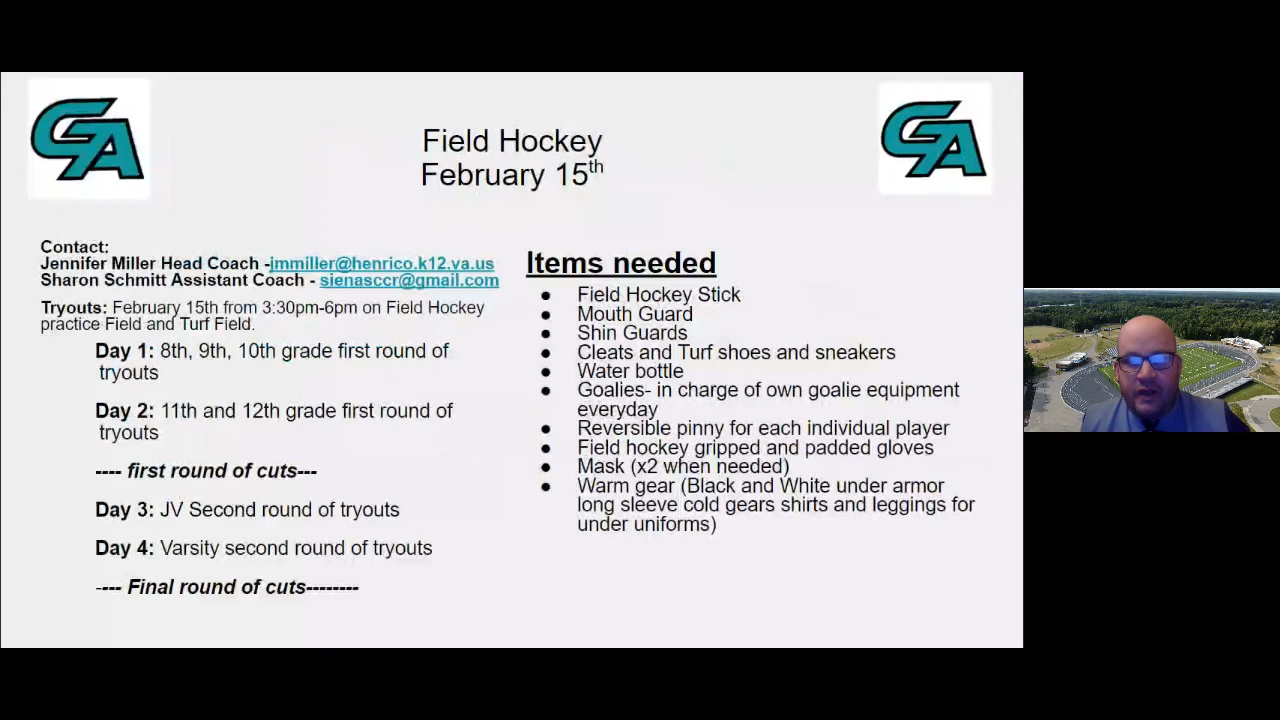 GA
GA
Field Hockey
February 15th
Contact:
Jennifer Miller Head Coach -jmmiller@henrico.k12.va.us
Sharon Schmitt Assistant Coach - sienasccr@gmail.com
Tryouts: February 15th from 3:30pm-6pm on Field Hockey
practice Field and Turf Field.
Day 1: 8th, 9th, 10th grade first round of
tryouts
Day 2: 11th and 12th grade first round of
tryouts
---- first round of cuts---
Day 3: JV Second round of tryouts
Day 4: Varsity second round of tryouts
---- Final round of cuts--------
Items needed
● Field Hockey Stick
● Mouth Guard
● Shin Guards
● Cleats and Turf shoes and sneakers
● Water bottle
● Goalies- in charge of own goalie equipment
everyday
● Reversible pinny for each individual player
● Field hockey gripped and padded gloves
● Mask (x2 when needed)
● Warm gear (Black and White under armor
long sleeve cold gears shirts and leggings for
under uniforms)